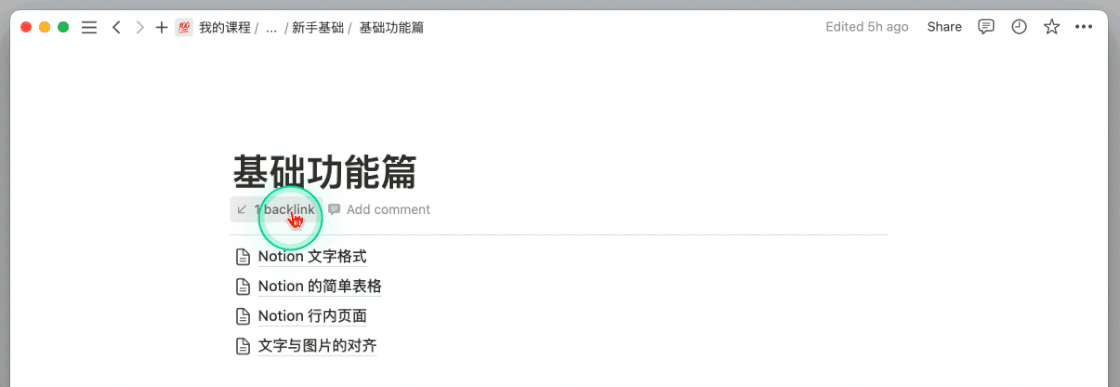 我的课程 / ... / 新手基础 / 基础功能篇 Edited 5h ago Share
基础功能篇
1 backlink Add comment
Notion 文字格式
Notion 的简单表格
Notion 行内页面
文字与图片的对齐